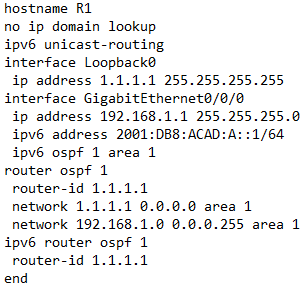 hostname R1
no ip domain lookup
ipv6 unicast-routing
interface Loopback0
 ip address 1.1.1.1 255.255.255.255
interface GigabitEthernet0/0/0
 ip address 192.168.1.1 255.255.255.0
 ipv6 address 2001:DB8:ACAD:A::1/64
 ipv6 ospf 1 area 1
router ospf 1
 router-id 1.1.1.1
 network 1.1.1.1 0.0.0.0 area 1
 network 192.168.1.0 0.0.0.255 area 1
ipv6 router ospf 1
 router-id 1.1.1.1
end